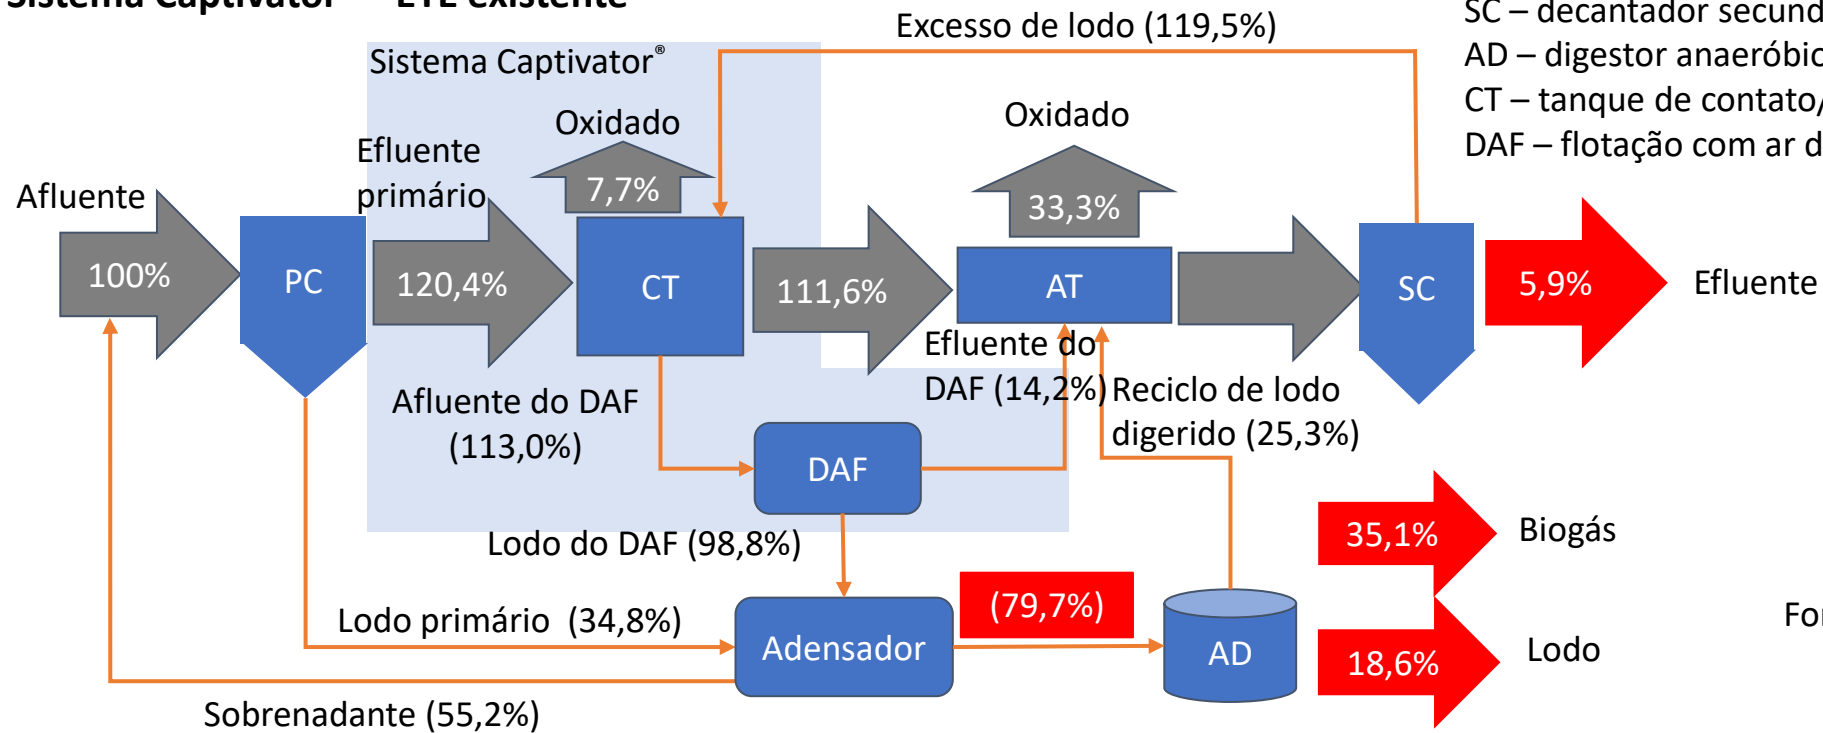 Sistema Captivator
ETE existente
Excesso de lodo (119,5%)
SC – decantador
AD – digestor
CT – tanque de contato/
DAF – flotação com ar
Sistema Captivator®
Oxidado
7,7%
Oxidado
33,3%
Afluente
100%
PC
Efluente
primário
120,4%
CT
111,6%
AT
SC
5,9%
Efluente
Afluente do DAF
(113,0%)
Efluente do
DAF (14,2%)
Reciclo de lodo
digerido (25,3%)
DAF
Lodo do DAF (98,8%)
35,1%
Biogás
Lodo primário (34,8%)
Adensador
(79,7%)
AD
18,6%
Lodo
Sobrenadante (55,2%)